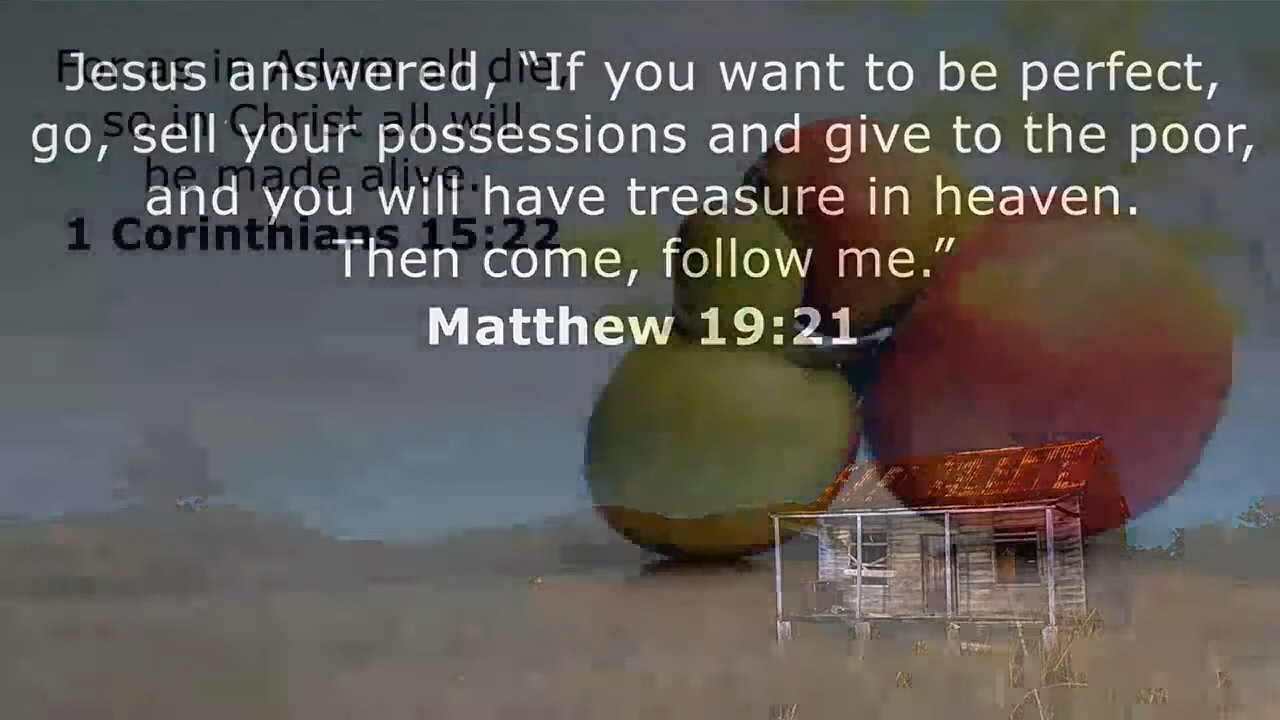 Jesus answered, “If you want to be perfect,
go, sell your possessions and give to the poor,
and you will have treasure in heaven.
Then come, follow me.”
Matthew 19:21
For as in Adam all die,
so in Christ all will
be made alive.
1 Corinthians 15:22